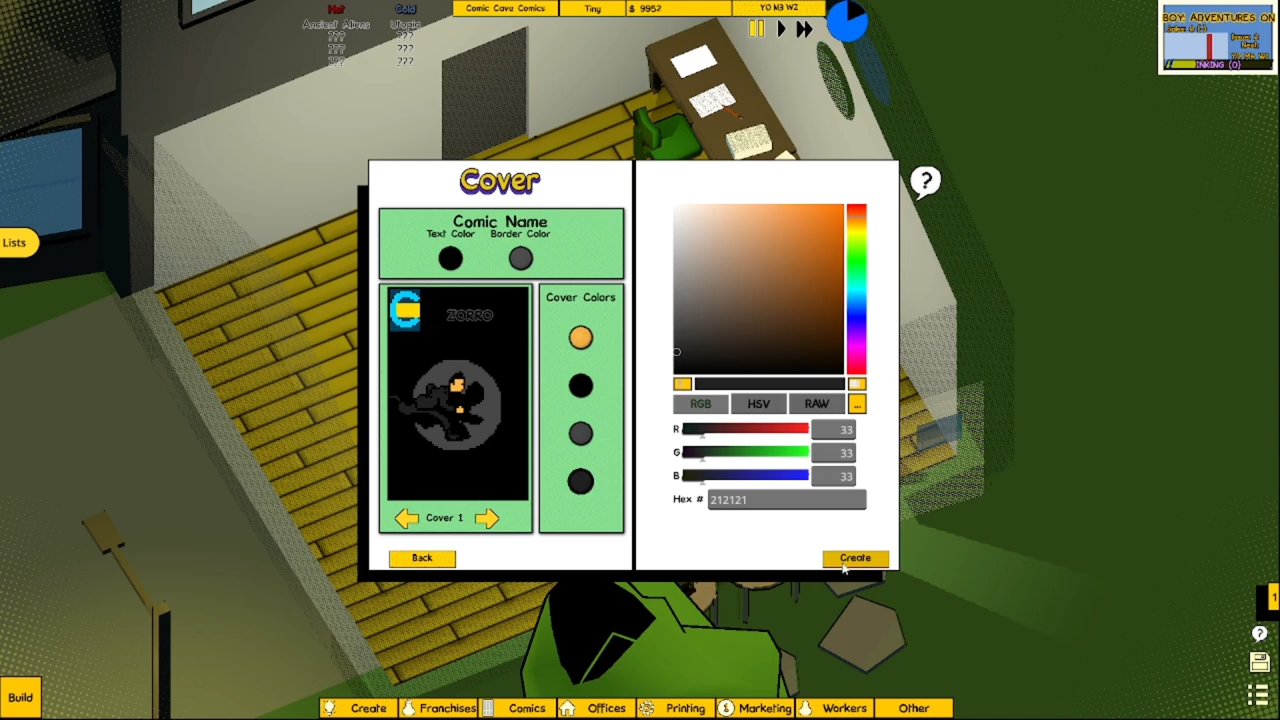 Hot
Cold
Ancient Aliens
Utopia
???
???
???
???
???
???
Comic Cave Comics
Tiny
$ 9952
Y0 M3 W2
BOY: ADVENTURES ON
INKING (0)
Lists
?
Cover
Comic Name
Text Color
Border Color
ZORRO
Cover Colors
Cover 1
Back
RGB
HSV
RAW
...
R
33
G
33
B
33
Hex #
212121
Create
1
?
Build
Create
Franchises
Comics
Offices
Printing
Marketing
Workers
Other